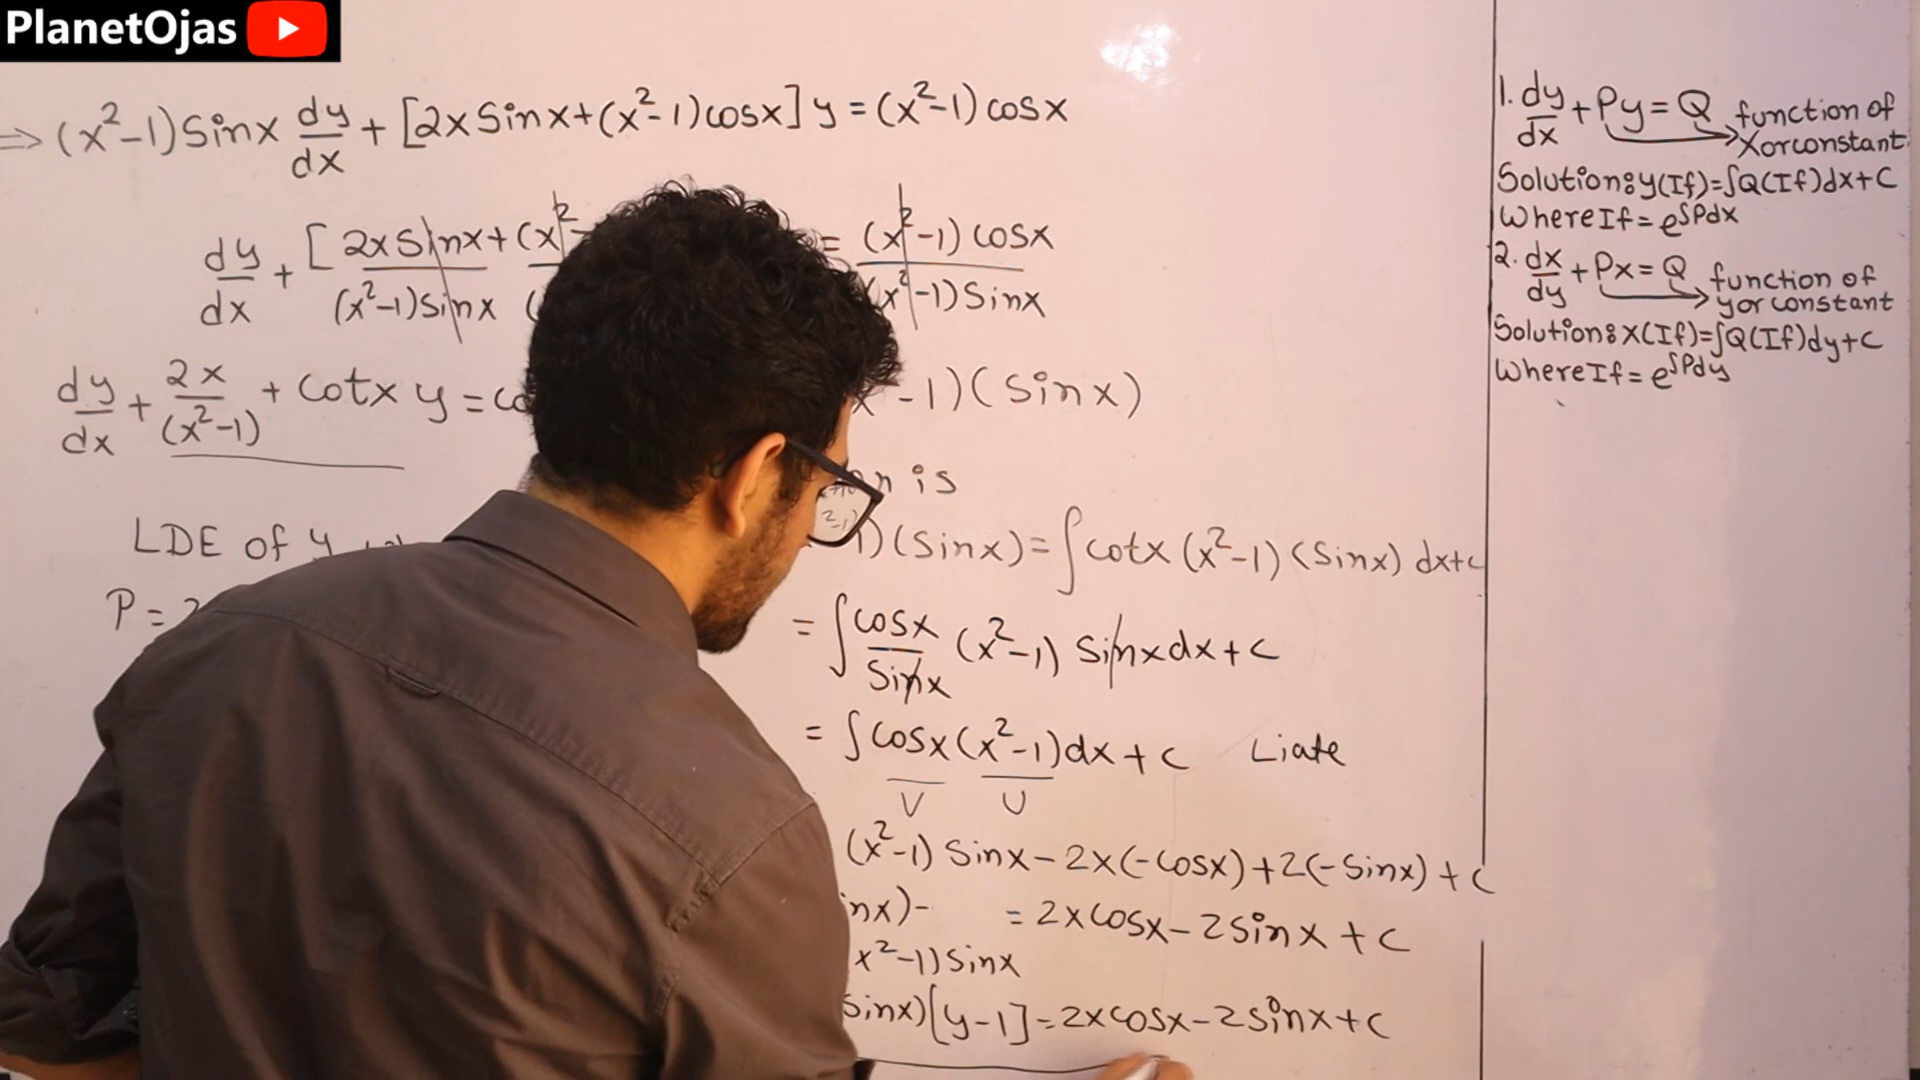 PlanetOjas
=> (x²-1) Sinx dy/dx + [2x Sinx+(x²-1)cosx] y = (x²-1) cosx
dy/dx + [2xSinx+(x² / (x²-1)Sinx = (x²-1) cosx / (x²-1) Sinx
dy/dx + 2x/(x²-1) + cotx y = -1)(Sinx)
is
LDE of y
(Sinx) = ∫cotx (x²-1) (Sinx) dx+c
P =
= ∫ cosx/Sinx (x²-1) Sinxdx + c
= ∫ cosx (x²-1)dx + c Liate
V U
(x²-1) Sinx - 2x(-cosx) + 2(-Sinx) + c
nx)- = 2xcosx - 2sinx + c
x²-1) Sinx
Sinx) [y-1] = 2xcosx - 2sinx + c
1. dy/dx + Py = Q function of
X or constant
Solution: y(If) = ∫Q(If)dx + C
Where If = e^∫Pdx
2. dx/dy + Px = Q function of
y or constant
Solution: X(If) = ∫Q(If)dy + C
Where If = e^∫Pdy